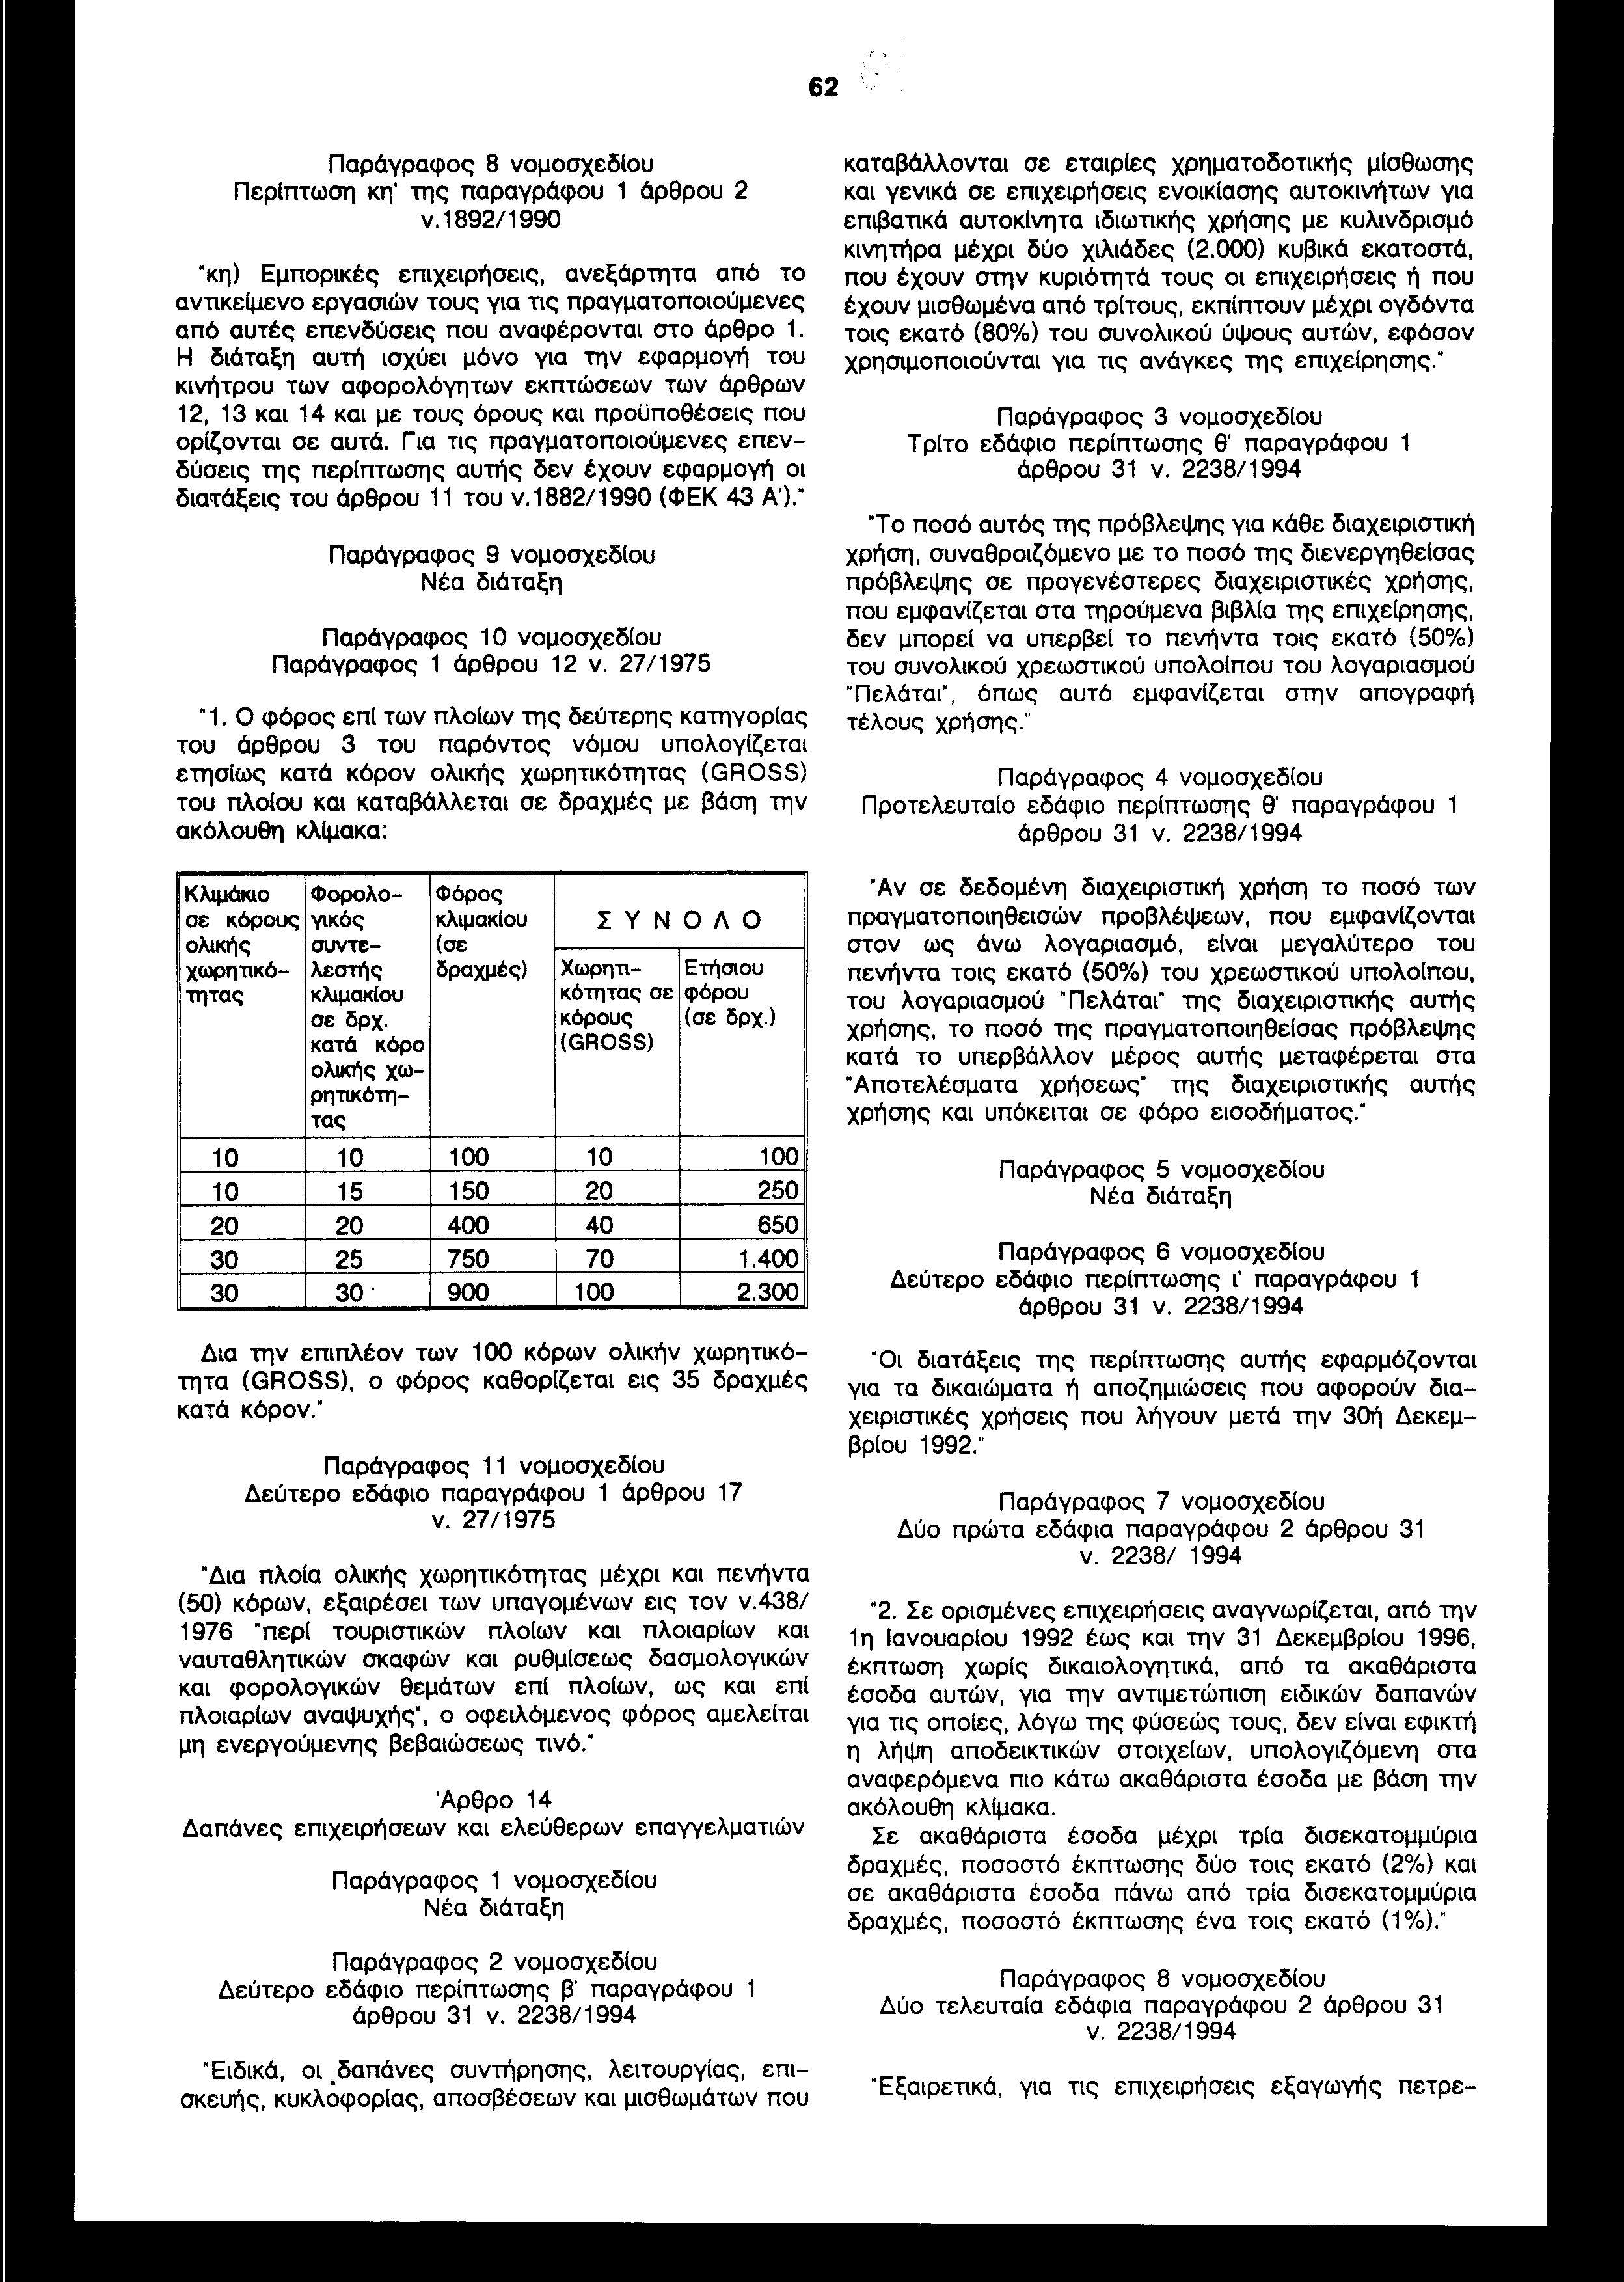 62
Παράγραφος 8 νομοσχεδίου
Περίπτωση κη' της παραγράφου 1 άρθρου 2
ν.1892/1990
"κη) Εμπορικές επιχειρήσεις, ανεξάρτητα από το
αντικείμενο εργασιών τους για τις πραγματοποιούμενες
από αυτές επενδύσεις που αναφέρονται στο άρθρο 1.
Η διάταξη αυτή ισχύει μόνο για την εφαρμογή του
κινήτρου των αφορολόγητων εκπτώσεων των άρθρων
12, 13 και 14 και με τους όρους και προϋποθέσεις που
ορίζονται σε αυτά. Για τις πραγματοποιούμενες επεν-
δύσεις της περίπτωσης αυτής δεν έχουν εφαρμογή οι
διατάξεις του άρθρου 11 του ν.1882/1990 (ΦΕΚ 43 Α')."
Παράγραφος 9 νομοσχεδίου
Νέα διάταξη
Παράγραφος 10 νομοσχεδίου
Παράγραφος 1 άρθρου 12 ν. 27/1975
"1. Ο φόρος επί των πλοίων της δεύτερης κατηγορίας
του άρθρου 3 του παρόντος νόμου υπολογίζεται
ετησίως κατά κόρον ολικής χωρητικότητας (GROSS)
του πλοίου και καταβάλλεται σε δραχμές με βάση την
ακόλουθη κλίμακα:
Κλιμάκιο Φορολο- Φόρος
σε κόρους γικός κλιμακίου Σ Υ Ν Ο Λ Ο
ολικής συντε- (σε
χωρητικό- λεστής δραχμές) Χωρητι- Ετήσιου
τητας κλιμακίου κότητας σε φόρου
σε δρχ. κόρους (σε δρχ.)
κατά κόρο (GROSS)
ολικής χω-
ρητικότη-
τας
10 10 100 10 100
10 15 150 20 250
20 20 400 40 650
30 25 750 70 1.400
30 30 900 100 2.300
Δια την επιπλέον των 100 κόρων ολικήν χωρητικό-
τητα (GROSS), ο φόρος καθορίζεται εις 35 δραχμές
κατά κόρον."
Παράγραφος 11 νομοσχεδίου
Δεύτερο εδάφιο παραγράφου 1 άρθρου 17
ν. 27/1975
"Δια πλοία ολικής χωρητικότητας μέχρι και πενήντα
(50) κόρων, εξαιρέσει των υπαγομένων εις τον ν.438/
1976 "περί τουριστικών πλοίων και πλοιαρίων και
ναυταθλητικών σκαφών και ρυθμίσεως δασμολογικών
και φορολογικών θεμάτων επί πλοίων, ως και επί
πλοιαρίων αναψυχής", ο οφειλόμενος φόρος αμελείται
μη ενεργούμενης βεβαιώσεως τινό."
'Αρθρο 14
Δαπάνες επιχειρήσεων και ελεύθερων επαγγελματιών
Παράγραφος 1 νομοσχεδίου
Νέα διάταξη
Παράγραφος 2 νομοσχεδίου
Δεύτερο εδάφιο περίπτωσης β' παραγράφου 1
άρθρου 31 ν. 2238/1994
"Ειδικά, οι δαπάνες συντήρησης, λειτουργίας, επι-
σκευής, κυκλοφορίας, αποσβέσεων και μισθωμάτων που
καταβάλλονται σε εταιρίες χρηματοδοτικής μίσθωσης
και γενικά σε επιχειρήσεις ενοικίασης αυτοκινήτων για
επιβατικά αυτοκίνητα ιδιωτικής χρήσης με κυλινδρισμό
κινητήρα μέχρι δύο χιλιάδες (2.000) κυβικά εκατοστά,
που έχουν στην κυριότητά τους οι επιχειρήσεις ή που
έχουν μισθωμένα από τρίτους, εκπίπτουν μέχρι ογδόντα
τοις εκατό (80%) του συνολικού ύψους αυτών, εφόσον
χρησιμοποιούνται για τις ανάγκες της επιχείρησης."
Παράγραφος 3 νομοσχεδίου
Τρίτο εδάφιο περίπτωσης θ' παραγράφου 1
άρθρου 31 ν. 2238/1994
"Το ποσό αυτός της πρόβλεψης για κάθε διαχειριστική
χρήση, συναθροιζόμενο με το ποσό της διενεργηθείσας
πρόβλεψης σε προγενέστερες διαχειριστικές χρήσης,
που εμφανίζεται στα τηρούμενα βιβλία της επιχείρησης,
δεν μπορεί να υπερβεί το πενήντα τοις εκατό (50%)
του συνολικού χρεωστικού υπολοίπου του λογαριασμού
"Πελάται", όπως αυτό εμφανίζεται στην απογραφή
τέλους χρήσης."
Παράγραφος 4 νομοσχεδίου
Προτελευταίο εδάφιο περίπτωσης θ' παραγράφου 1
άρθρου 31 ν. 2238/1994
"Αν σε δεδομένη διαχειριστική χρήση το ποσό των
πραγματοποιηθεισών προβλέψεων, που εμφανίζονται
στον ως άνω λογαριασμό, είναι μεγαλύτερο του
πενήντα τοις εκατό (50%) του χρεωστικού υπολοίπου,
του λογαριασμού "Πελάται" της διαχειριστικής αυτής
χρήσης, το ποσό της πραγματοποιηθείσας πρόβλεψης
κατά το υπερβάλλον μέρος αυτής μεταφέρεται στα
"Αποτελέσματα χρήσεως" της διαχειριστικής αυτής
χρήσης και υπόκειται σε φόρο εισοδήματος."
Παράγραφος 5 νομοσχεδίου
Νέα διάταξη
Παράγραφος 6 νομοσχεδίου
Δεύτερο εδάφιο περίπτωσης ι' παραγράφου 1
άρθρου 31 ν. 2238/1994
"Οι διατάξεις της περίπτωσης αυτής εφαρμόζονται
για τα δικαιώματα ή αποζημιώσεις που αφορούν δια-
χειριστικές χρήσεις που λήγουν μετά την 30ή Δεκεμ-
βρίου 1992."
Παράγραφος 7 νομοσχεδίου
Δύο πρώτα εδάφια παραγράφου 2 άρθρου 31
ν. 2238/ 1994
"2. Σε ορισμένες επιχειρήσεις αναγνωρίζεται, από την
1η Ιανουαρίου 1992 έως και την 31 Δεκεμβρίου 1996,
έκπτωση χωρίς δικαιολογητικά, από τα ακαθάριστα
έσοδα αυτών, για την αντιμετώπιση ειδικών δαπανών
για τις οποίες, λόγω της φύσεώς τους, δεν είναι εφικτή
η λήψη αποδεικτικών στοιχείων, υπολογιζόμενη στα
αναφερόμενα πιο κάτω ακαθάριστα έσοδα με βάση την
ακόλουθη κλίμακα.
Σε ακαθάριστα έσοδα μέχρι τρία δισεκατομμύρια
δραχμές, ποσοστό έκπτωσης δύο τοις εκατό (2%) και
σε ακαθάριστα έσοδα πάνω από τρία δισεκατομμύρια
δραχμές, ποσοστό έκπτωσης ένα τοις εκατό (1%)."
Παράγραφος 8 νομοσχεδίου
Δύο τελευταία εδάφια παραγράφου 2 άρθρου 31
ν. 2238/1994
"Εξαιρετικά, για τις επιχειρήσεις εξαγωγής πετρε-